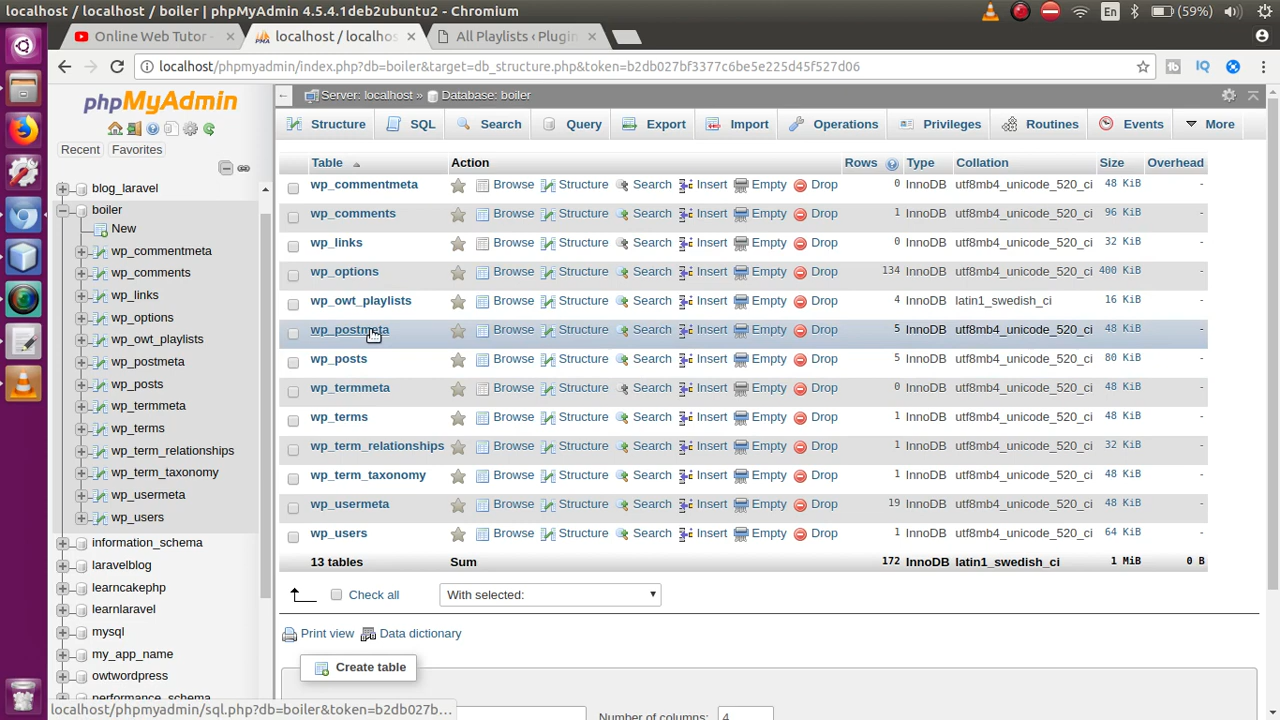 localhost / localhost / boiler | phpMyAdmin 4.5.4.1deb2ubuntu2 - Chromium
En
(59%)
Online Web Tutor -
localhost / localhos
All Playlists ‹ Plugin
localhost/phpmyadmin/index.php?db=boiler&target=db_structure.php&token=
IQ
phpMyAdmin
Recent Favorites
blog_laravel
boiler
New
wp_commentmeta
wp_comments
wp_links
wp_options
wp_owt_playlists
wp_postmeta
wp_posts
wp_termmeta
wp_terms
wp_term_relationships
wp_term_taxonomy
wp_usermeta
wp_users
information_schema
laravelblog
learncakephp
learnlaravel
mysql
my_app_name
owtwordpress
performance_schema
Server: localhost » Database: boiler
Structure SQL Search Query Export Import Operations Privileges Routines Events More
Table Action Rows Type Collation Size Overhead
wp_commentmeta Browse Structure Search Insert Empty Drop 0 InnoDB utf8mb4_unicode_520_ci 48 KiB -
wp_comments Browse Structure Search Insert Empty Drop 1 InnoDB utf8mb4_unicode_520_ci 96 KiB -
wp_links Browse Structure Search Insert Empty Drop 0 InnoDB utf8mb4_unicode_520_ci 32 KiB -
wp_options Browse Structure Search Insert Empty Drop 134 InnoDB utf8mb4_unicode_520_ci 400 KiB -
wp_owt_playlists Browse Structure Search Insert Empty Drop 4 InnoDB latin1_swedish_ci 16 KiB -
wp_postmeta Browse Structure Search Insert Empty Drop 5 InnoDB utf8mb4_unicode_520_ci 48 KiB -
wp_posts Browse Structure Search Insert Empty Drop 5 InnoDB utf8mb4_unicode_520_ci 80 KiB -
wp_termmeta Browse Structure Search Insert Empty Drop 0 InnoDB utf8mb4_unicode_520_ci 48 KiB -
wp_terms Browse Structure Search Insert Empty Drop 1 InnoDB utf8mb4_unicode_520_ci 48 KiB -
wp_term_relationships Browse Structure Search Insert Empty Drop 1 InnoDB utf8mb4_unicode_520_ci 32 KiB -
wp_term_taxonomy Browse Structure Search Insert Empty Drop 1 InnoDB utf8mb4_unicode_520_ci 48 KiB -
wp_usermeta Browse Structure Search Insert Empty Drop 19 InnoDB utf8mb4_unicode_520_ci 48 KiB -
wp_users Browse Structure Search Insert Empty Drop 1 InnoDB utf8mb4_unicode_520_ci 64 KiB -
13 tables Sum 172 InnoDB latin1_swedish_ci 1 MiB 0 B
Check all With selected:
Print view Data dictionary
Create table
Number of columns: 4
localhost/phpmyadmin/sql.php?db=boiler&token=b2db027b...